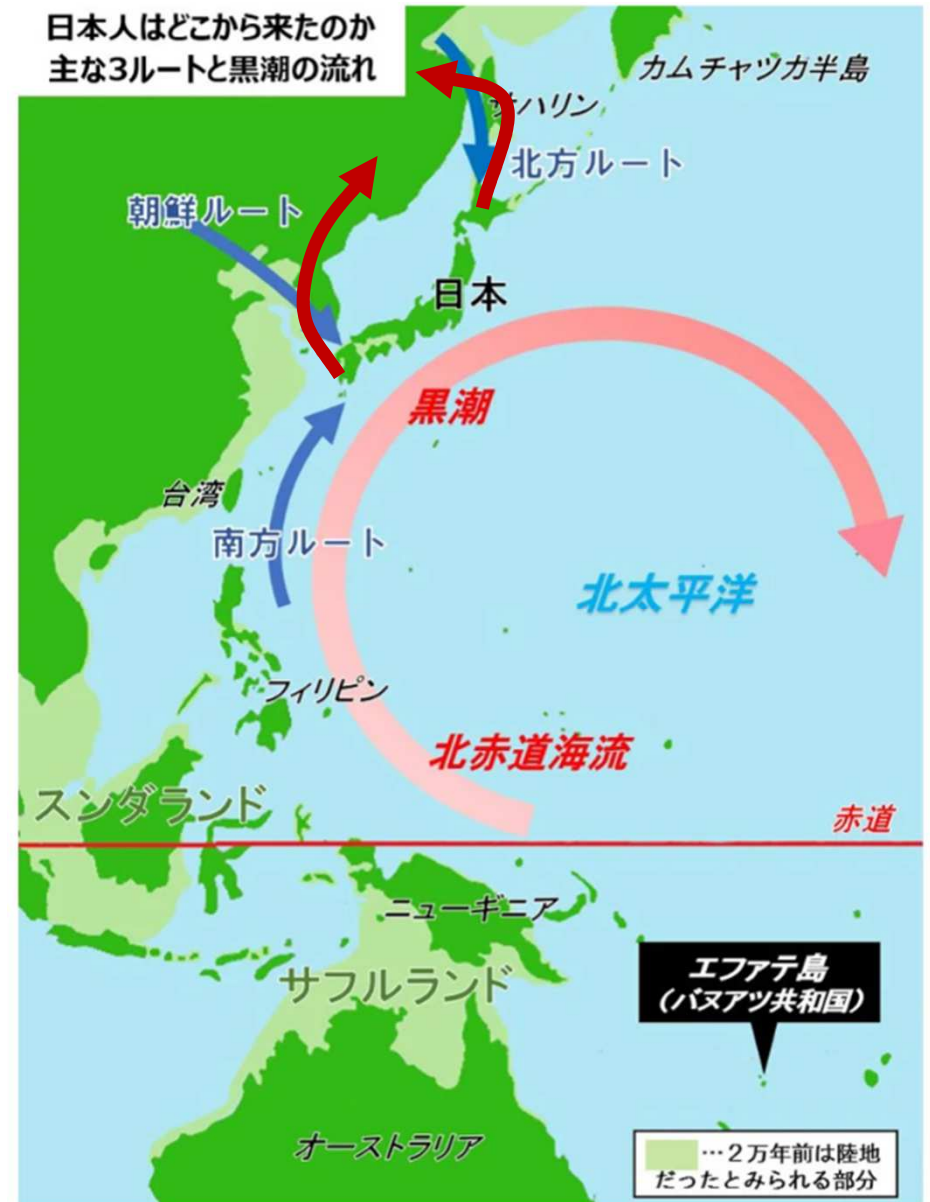 日本人はどこから来たのか
主な3ルートと黒潮の流れ
カムチャツカ半島
サハリン
北方ルート
朝鮮ルート
日本
黒潮
台湾
南方ルート
北太平洋
フィリピン
北赤道海流
スンダランド
赤道
ニューギニア
サフルランド
エファテ島
（バヌアツ共和国）
オーストラリア
…２万年前は陸地
だったとみられる部分